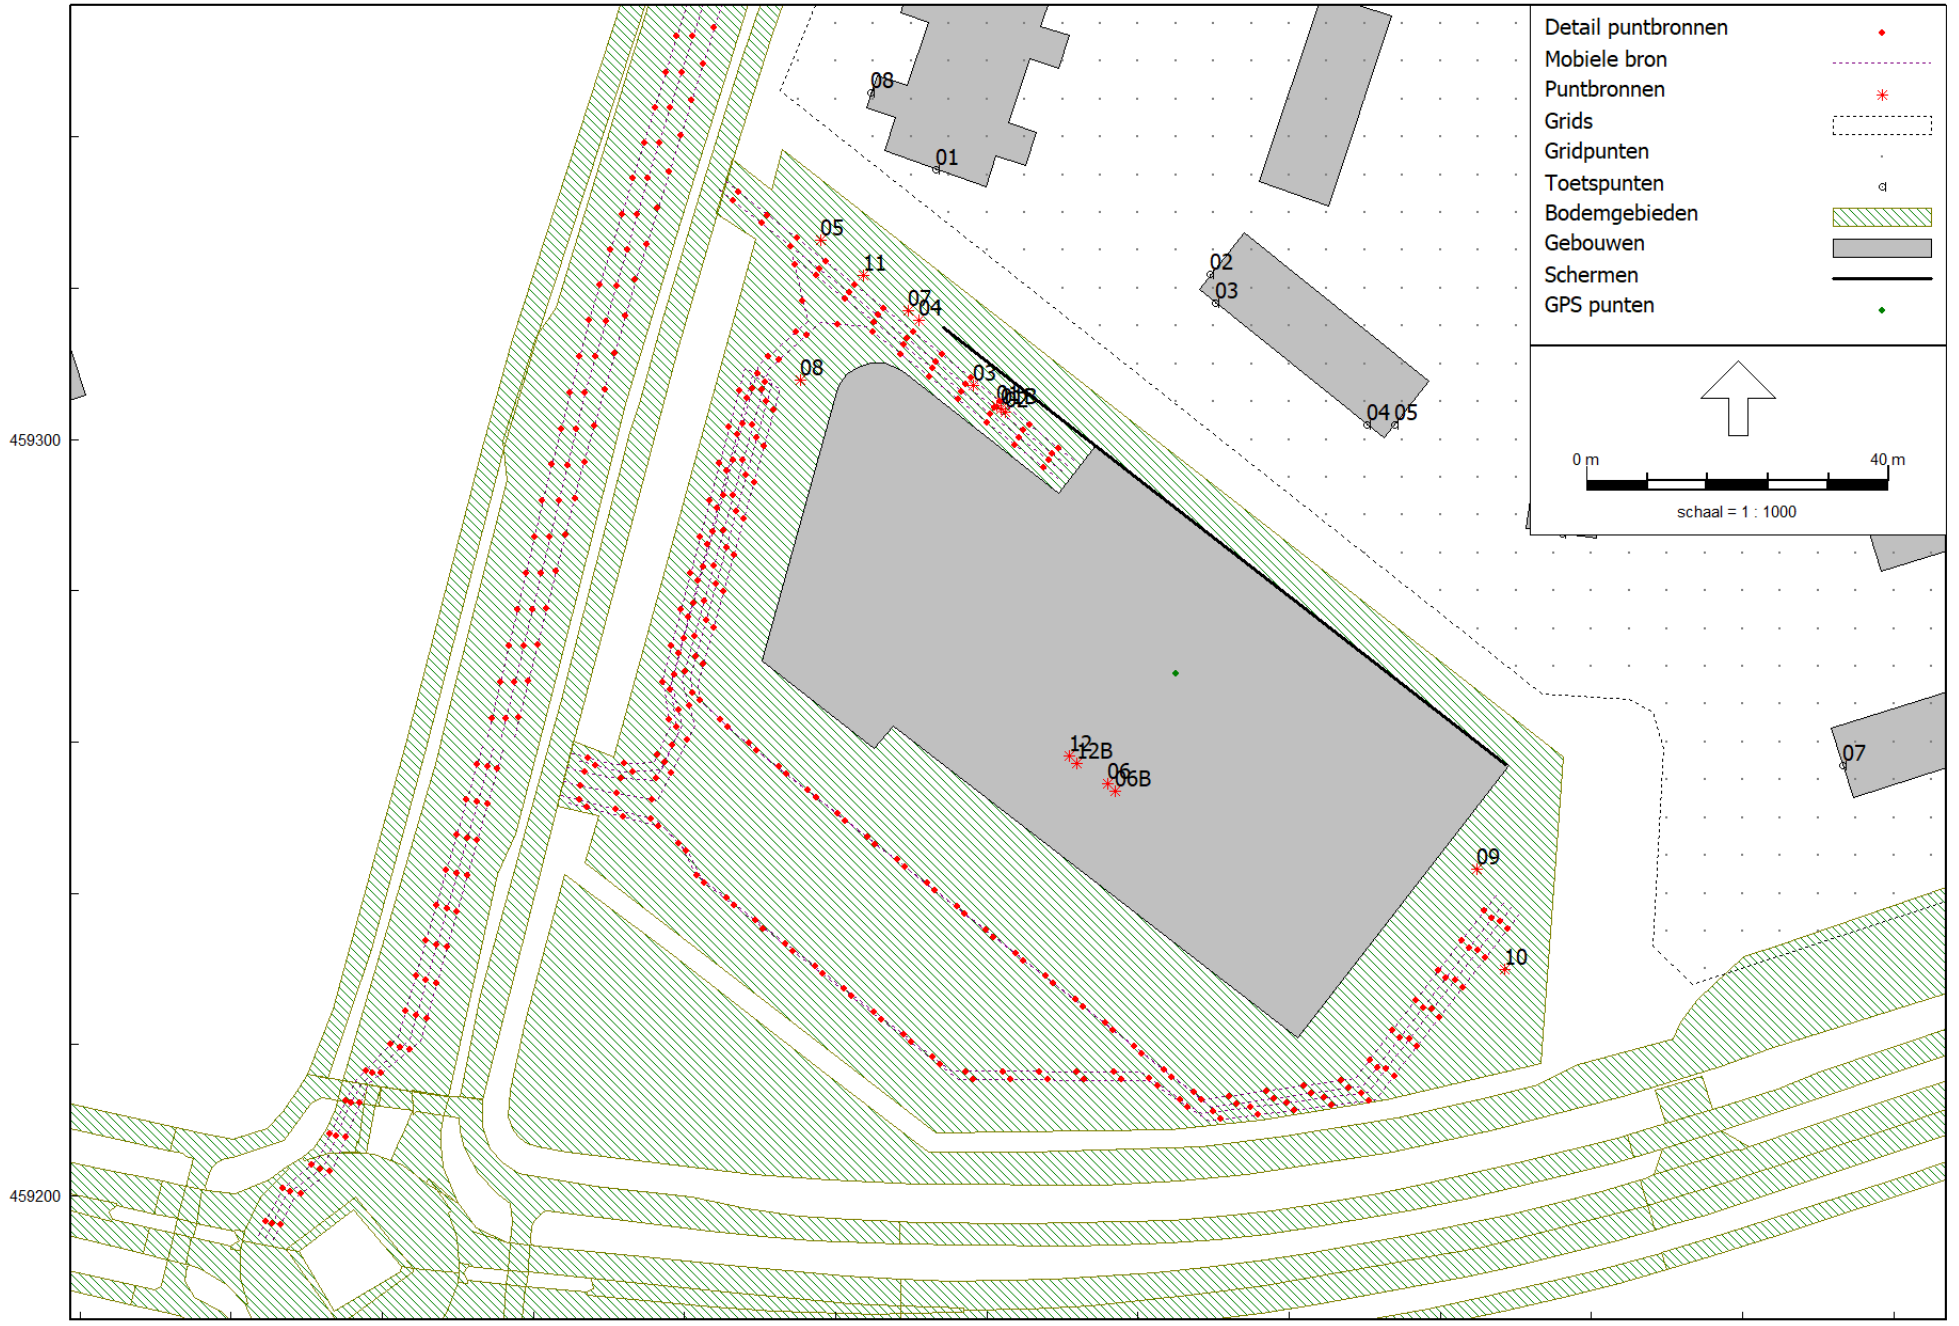 Detail puntbronnen
Mobiele bron
Puntbronnen
Grids
Gridpunten
Toetspunten
Bodemgebieden
Gebouwen
Schermen
GPS punten
0 m
40 m
schaal = 1 : 1000
08
01
05
11
07
04
02
03
08
03
02
04
05
459300
12
12B
06
06B
07
09
10
459200